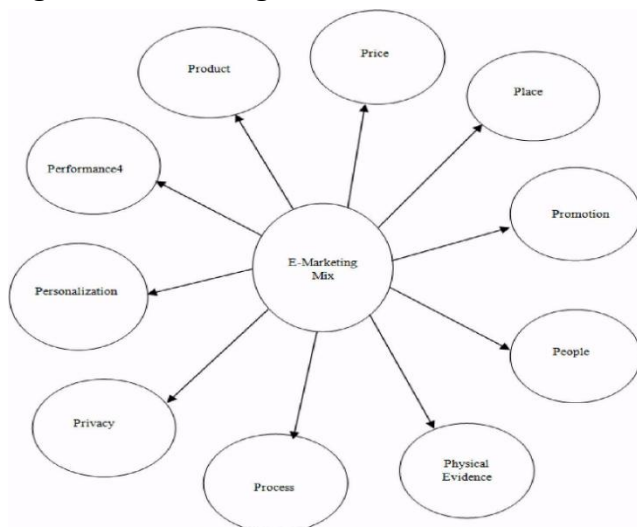 Product
Price
Place
Performance4
Promotion
E-Marketing
Mix
Personalization
People
Privacy
Physical
Evidence
Process